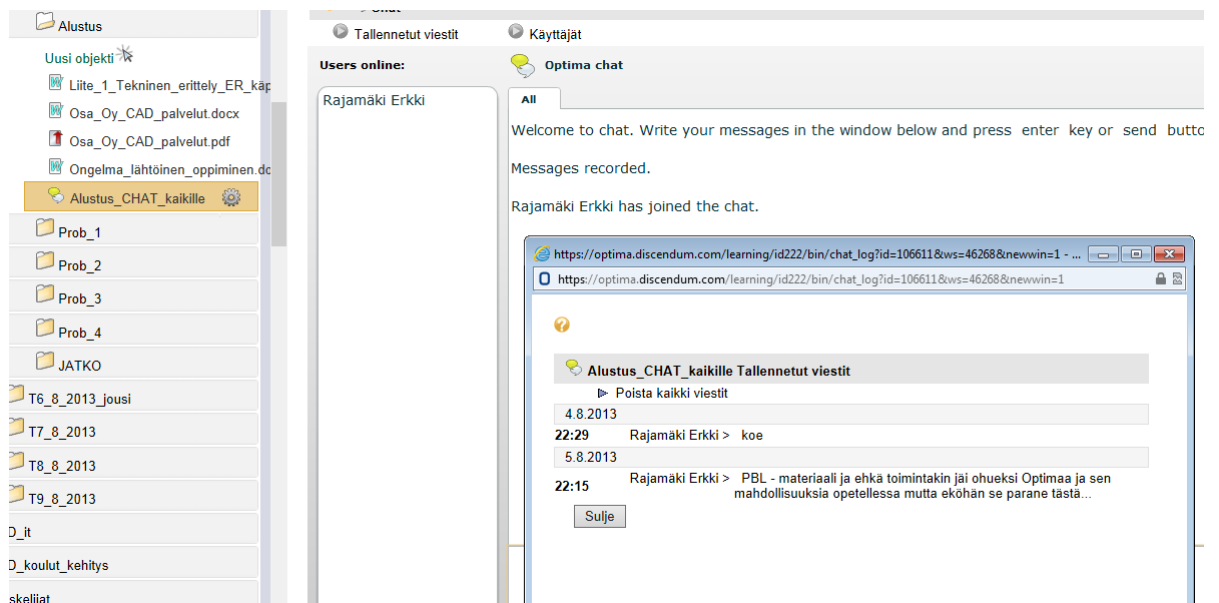 Alustus
Uusi objekti
Liite_1_Tekninen_erittely_ER_käp
Osa_Oy_CAD_palvelut.docx
Osa_Oy_CAD_palvelut.pdf
Ongelma_lähtöinen_oppiminen.do
Alustus_CHAT_kaikille
Prob_1
Prob_2
Prob_3
Prob_4
JATKO
T6_8_2013_jousi
T7_8_2013
T8_8_2013
T9_8_2013
D_it
D_koulut_kehitys
skelijat
Tallennetut viestit Käyttäjät
Users online:
Rajamäki Erkki
Optima chat
All
Welcome to chat. Write your messages in the window below and press enter key or send butto
Messages recorded.
Rajamäki Erkki has joined the chat.
https://optima.discendum.com/learning/id222/bin/chat_log?id=106611&ws=46268&newwin=1 - ...
https://optima.discendum.com/learning/id222/bin/chat_log?id=106611&ws=46268&newwin=1
Alustus_CHAT_kaikille Tallennetut viestit
Poista kaikki viestit
4.8.2013
22:29 Rajamäki Erkki > koe
5.8.2013
22:15 Rajamäki Erkki > PBL - materiaali ja ehkä toimintakin jäi ohueksi Optimaa ja sen
mahdollisuuksia opetellessa mutta eköhän se parane tästä...
Sulje